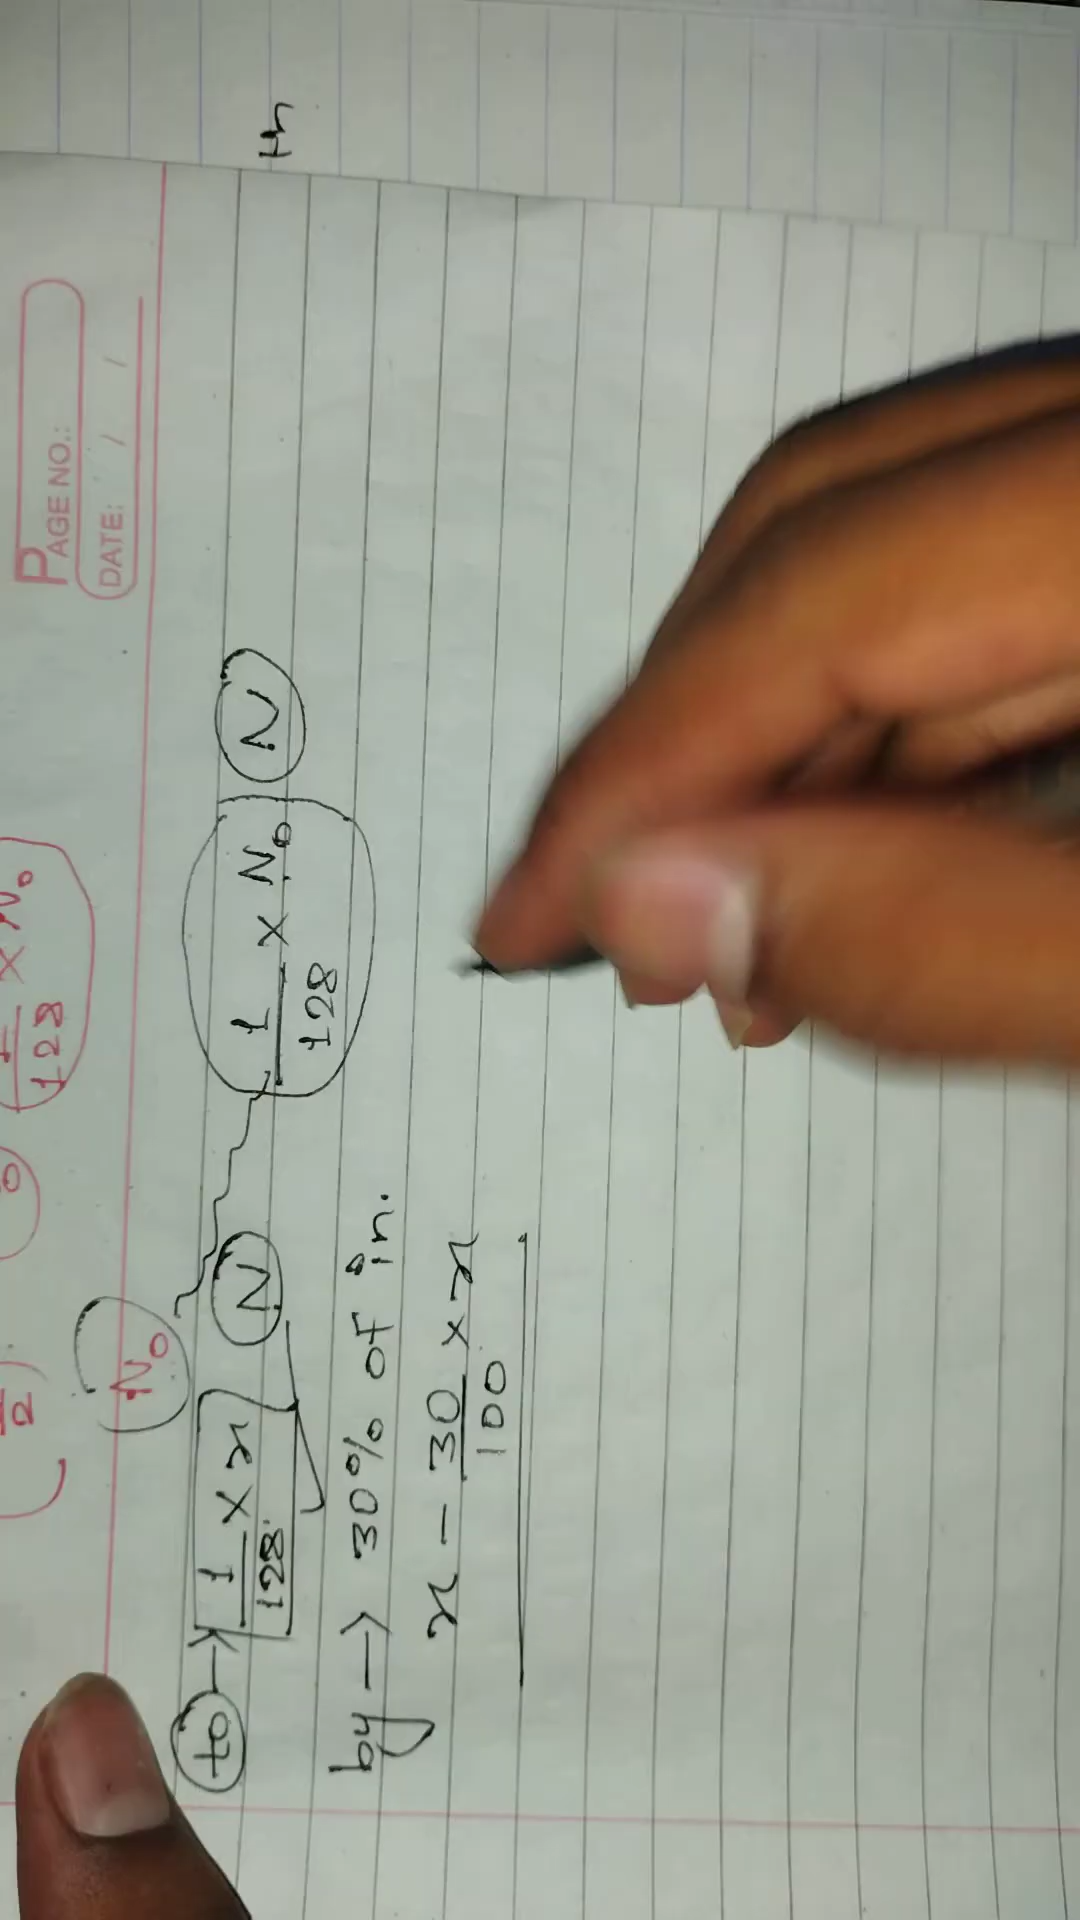 PAGE NO.:
DATE: / /
1/128 × N₀
N₀
to → 1/128 × x N 1/128 × N₀ N
by → 30% of in.
x − 30/100 × x